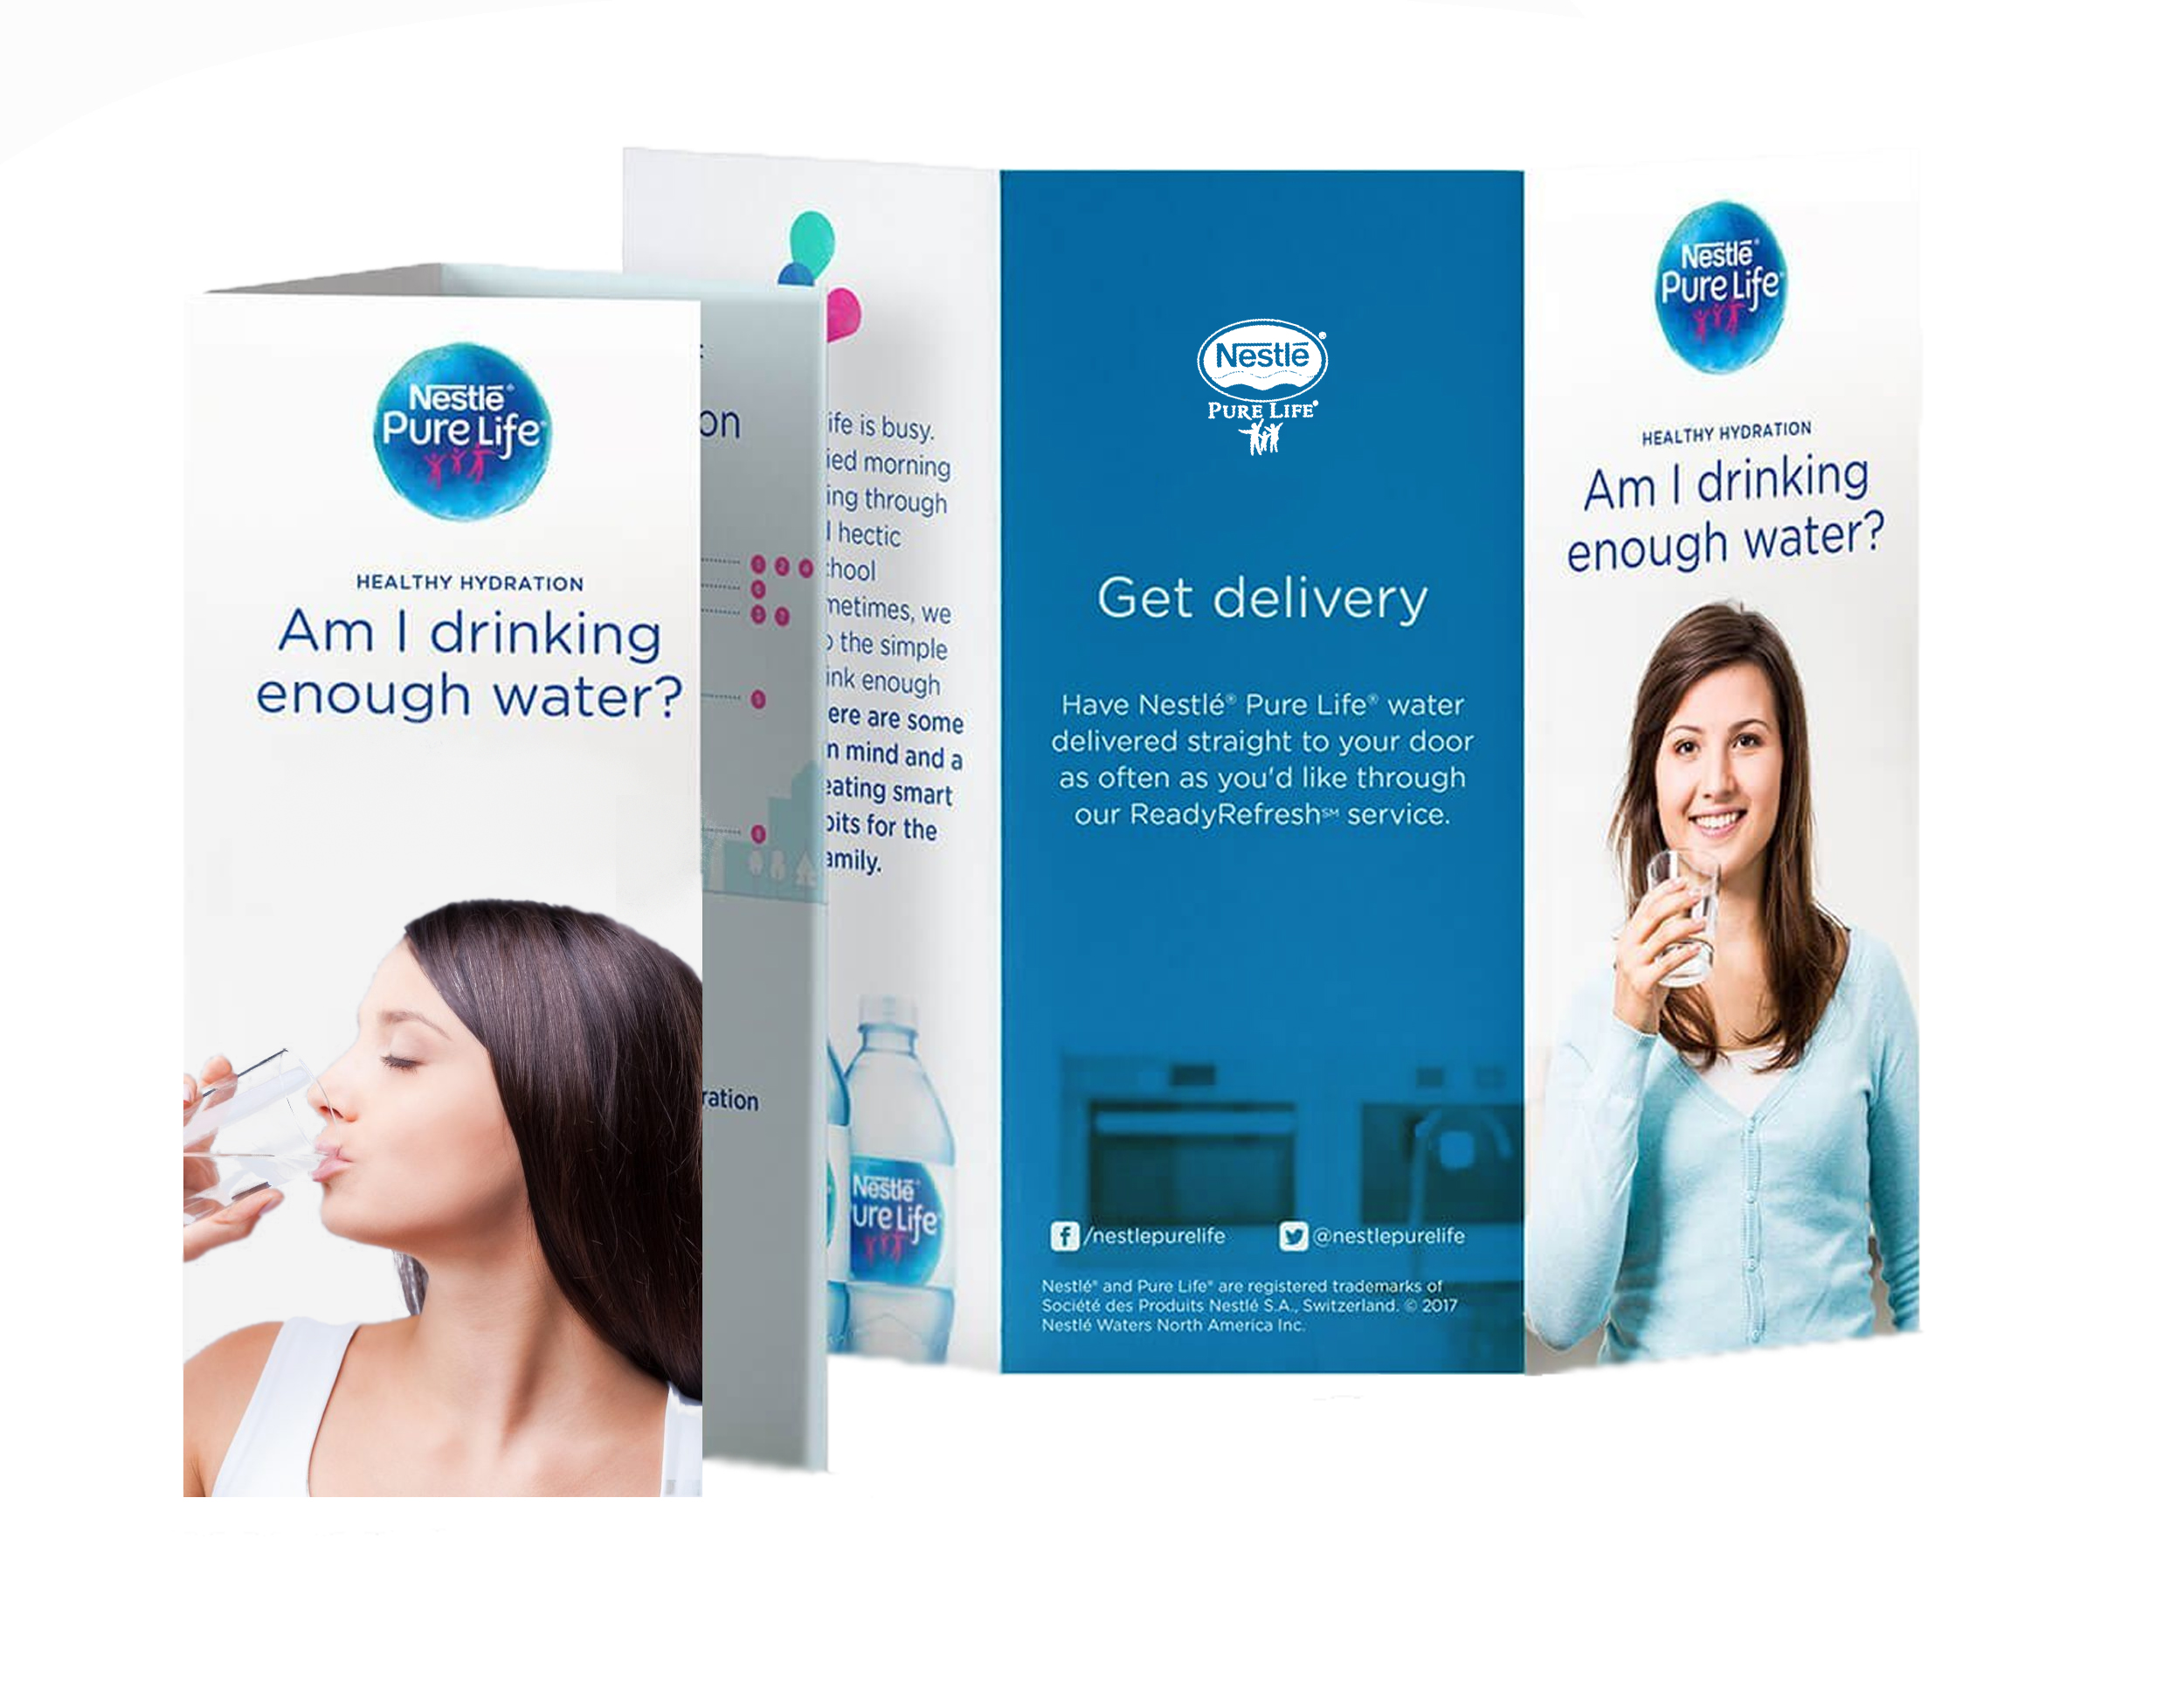 Nestlé®
Pure Life®
HEALTHY HYDRATION
Am I drinking
enough water?
on
ration
ife is busy.
ied morning
ing through
l hectic
hool
metimes, we
the simple
ink enough
ere are some
n mind and a
eating smart
bits for the
amily.
Nestlé
ure Life
Nestlé®
PURE LIFE®
Get delivery
Have Nestlé® Pure Life® water
delivered straight to your door
as often as you'd like through
our ReadyRefresh℠ service.
/nestlepurelife
@nestlepurelife
Nestlé® and Pure Life® are registered trademarks of
Société des Produits Nestlé S.A., Switzerland. © 2017
Nestlé Waters North America Inc.
Nestlé®
Pure Life®
HEALTHY HYDRATION
Am I drinking
enough water?